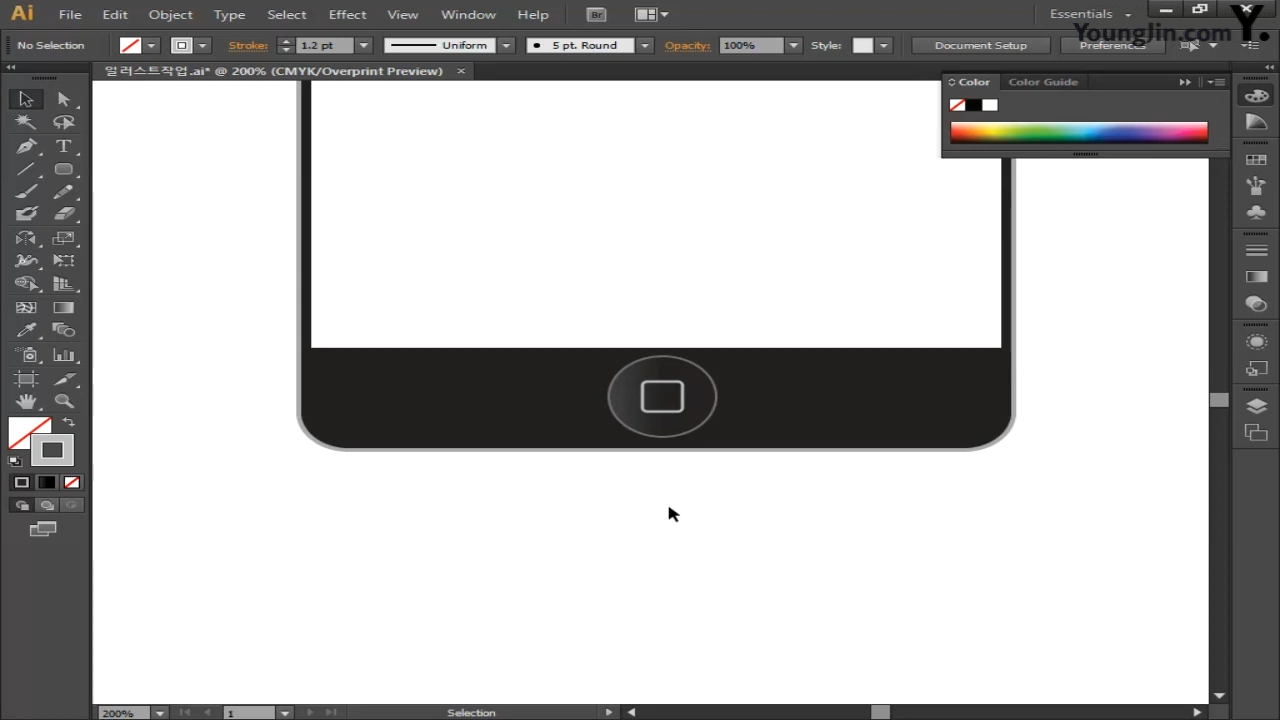 Ai File Edit Object Type Select Effect View Window Help Br Essentials
YoungJin.com Y.
No Selection Stroke: 1.2 pt Uniform 5 pt. Round Opacity: 100% Style: Document Setup Preferences
일러스트작업.ai* @ 200% (CMYK/Overprint Preview) ×
Color Color Guide
T
200% 1 Selection